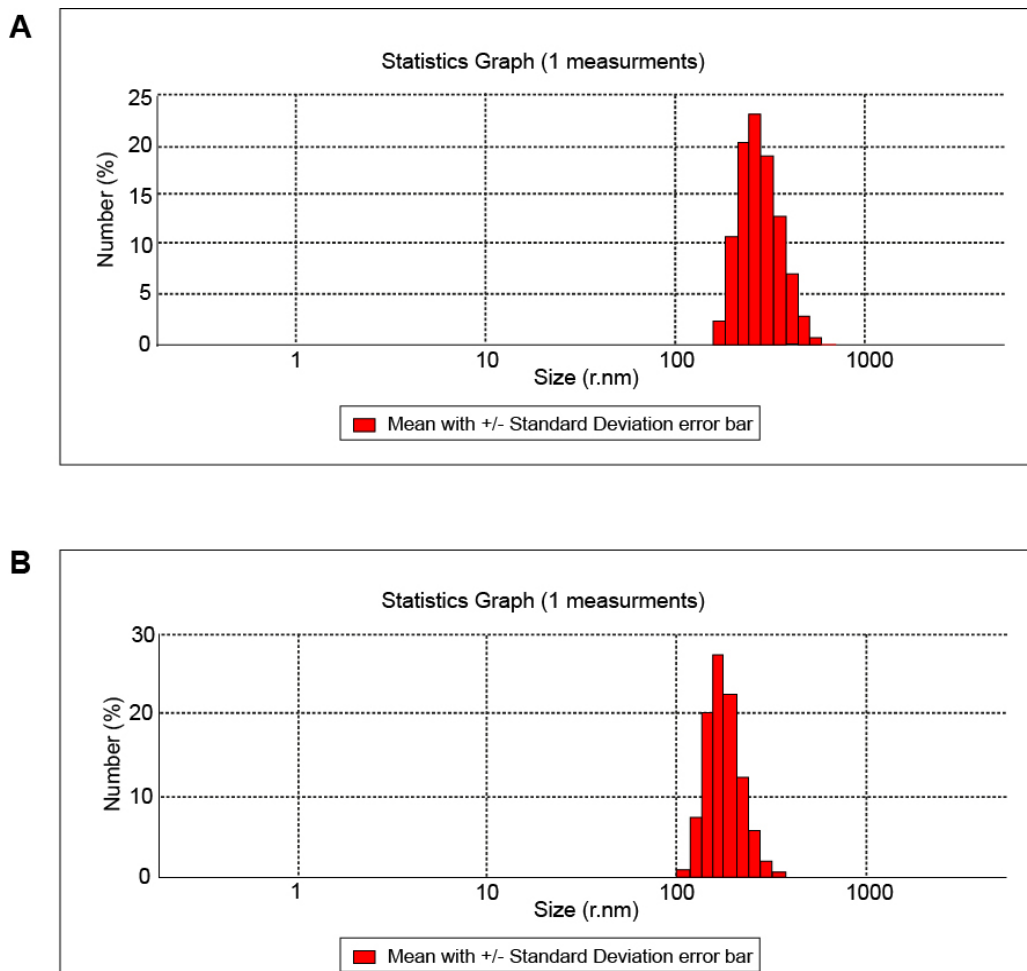 A
Statistics Graph (1 measurments)
25
20
15
10
5
0
Number (%)
1 10 100 1000
Size (r.nm)
Mean with +/- Standard Deviation error bar
B
Statistics Graph (1 measurments)
30
20
10
0
Number (%)
1 10 100 1000
Size (r.nm)
Mean with +/- Standard Deviation error bar